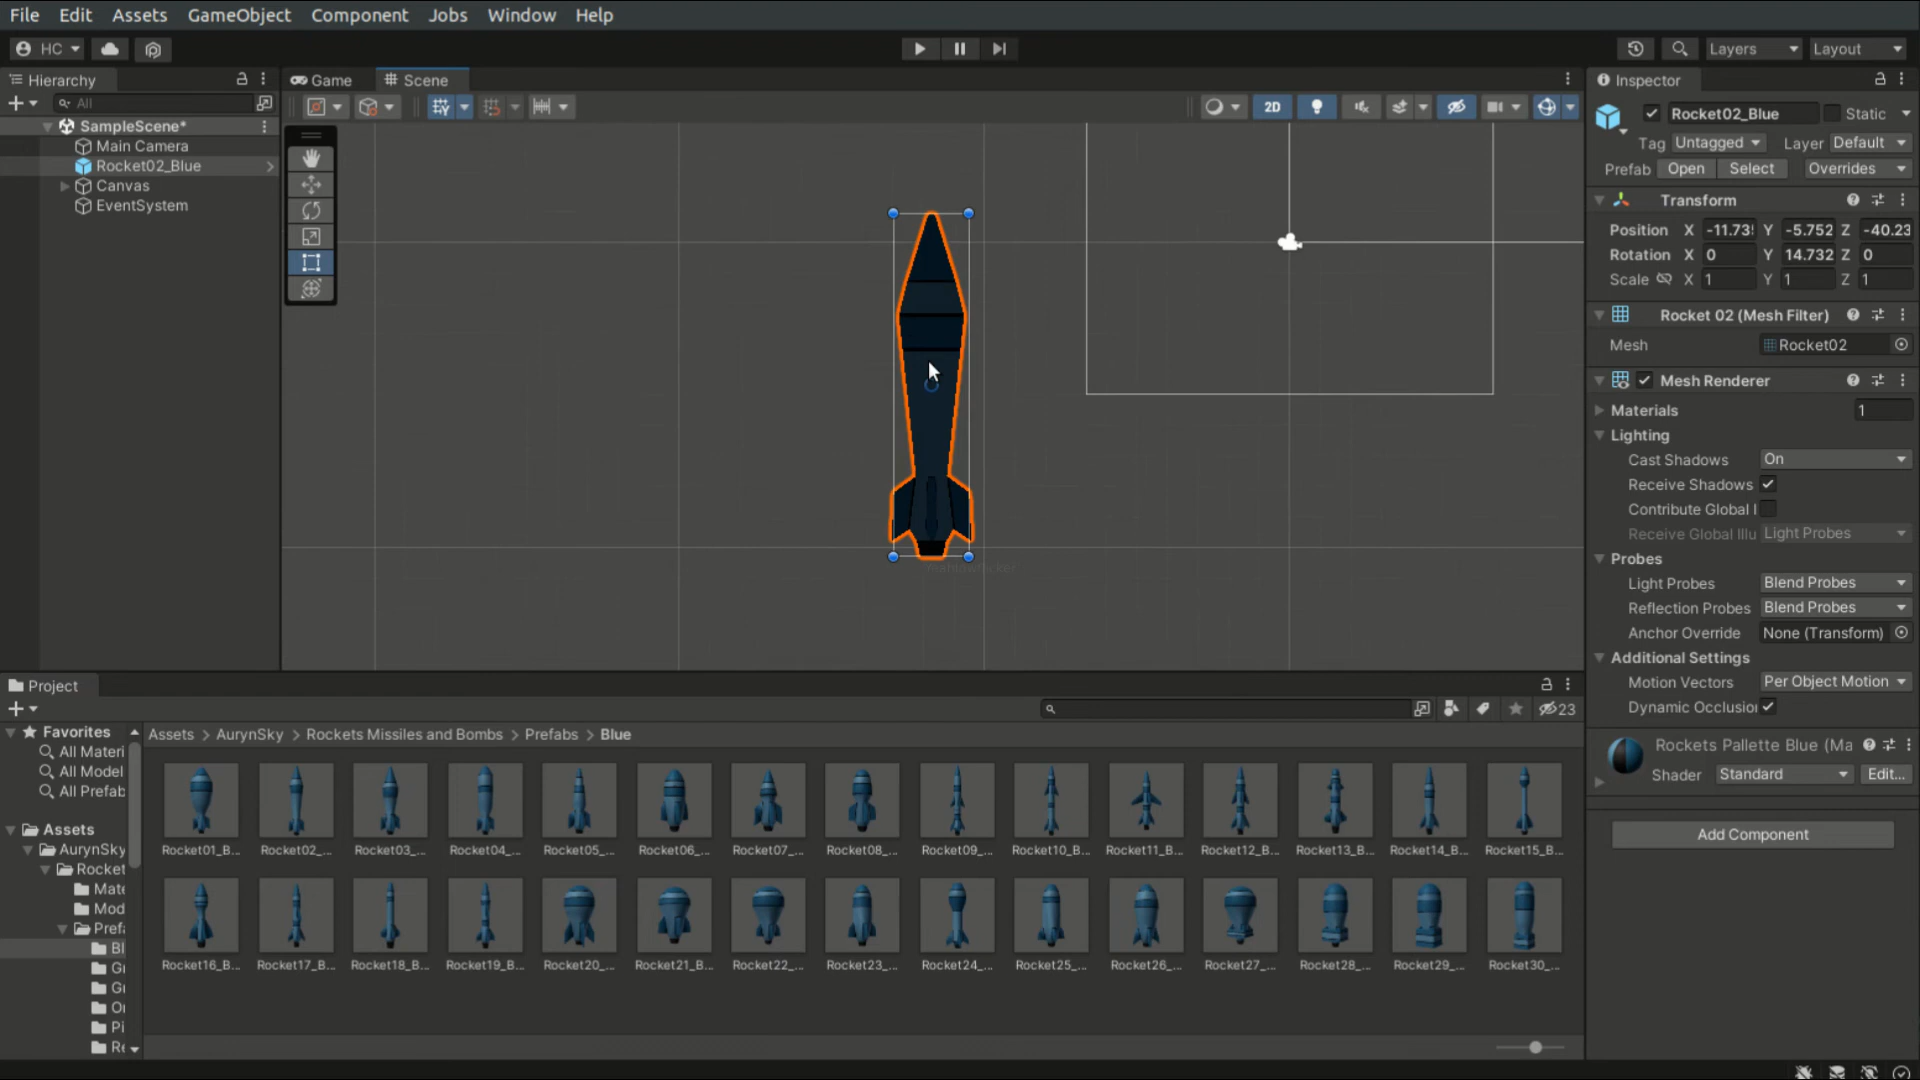 File Edit Assets GameObject Component Jobs Window Help
HC Layers Layout
Hierarchy
All
SampleScene*
Main Camera
Rocket02_Blue
Canvas
EventSystem
Game Scene
2D
Inspector
Rocket02_Blue Static
Tag Untagged Layer Default
Prefab Open Select Overrides
Transform
Position X -11.73 Y -5.752 Z -40.23
Rotation X 0 Y 14.732 Z 0
Scale X 1 Y 1 Z 1
Rocket 02 (Mesh Filter)
Mesh Rocket02
Mesh Renderer
Materials 1
Lighting
Cast Shadows On
Receive Shadows
Contribute Global I
Receive Global Illu Light Probes
Probes
Light Probes Blend Probes
Reflection Probes Blend Probes
Anchor Override None (Transform)
Additional Settings
Motion Vectors Per Object Motion
Dynamic Occlusion
Rockets Pallette Blue (Ma
Shader Standard Edit...
Add Component
Project
23
Favorites
All Materi
All Model
All Prefab
Assets
AurynSky
Rocket
Mate
Mod
Prefa
Bl
Gr
Gr
Or
Pi
Re
Assets > AurynSky > Rockets Missiles and Bombs > Prefabs > Blue
Rocket01_B... Rocket02_... Rocket03_... Rocket04_... Rocket05_... Rocket06_... Rocket07_... Rocket08_... Rocket09_... Rocket10_B... Rocket11_B... Rocket12_B... Rocket13_B... Rocket14_B... Rocket15_B...
Rocket16_B... Rocket17_B... Rocket18_B... Rocket19_B... Rocket20_... Rocket21_B... Rocket22_... Rocket23_... Rocket24_... Rocket25_... Rocket26_... Rocket27_... Rocket28_... Rocket29_... Rocket30_...